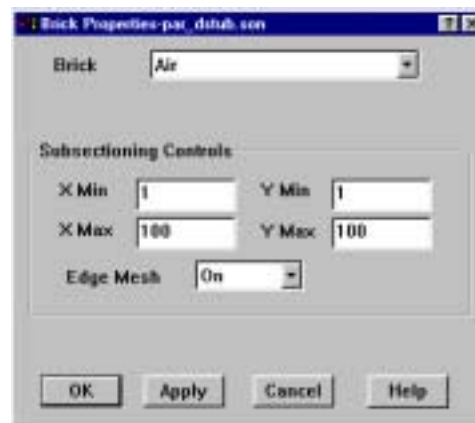 Brick Properties-par_dstub.son
Brick Air
Subsectioning Controls
X Min 1 Y Min 1
X Max 100 Y Max 100
Edge Mesh On
OK Apply Cancel Help